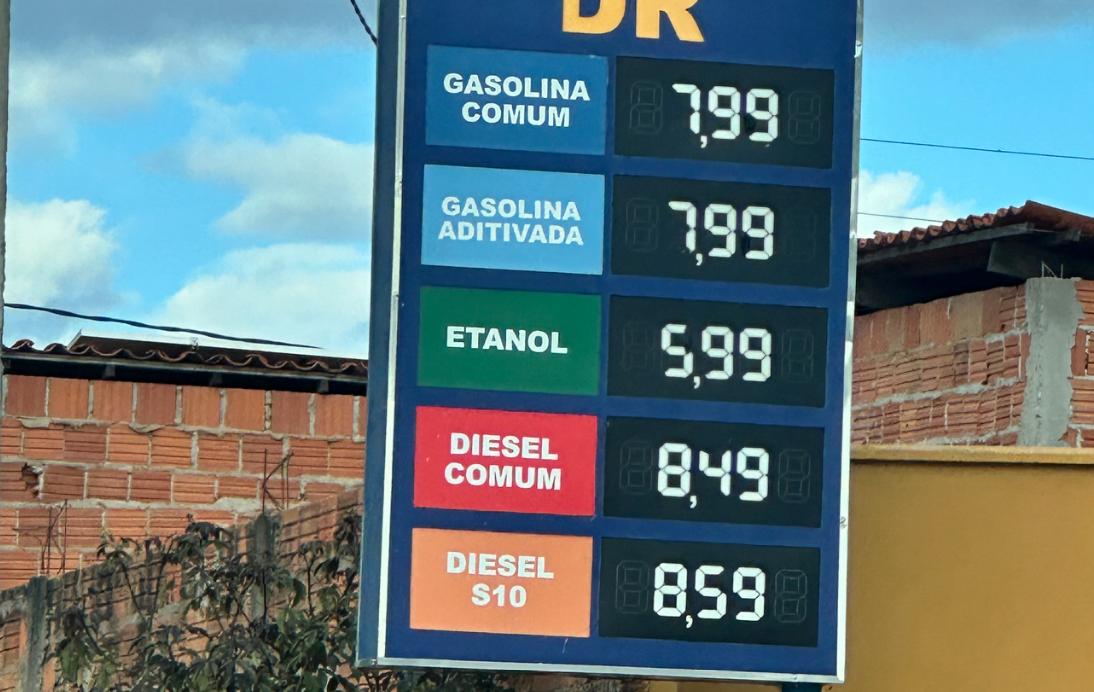 DR
GASOLINA
COMUM
7,99
GASOLINA
ADITIVADA
7,99
ETANOL
5,99
DIESEL
COMUM
8,49
DIESEL
S10
8,59